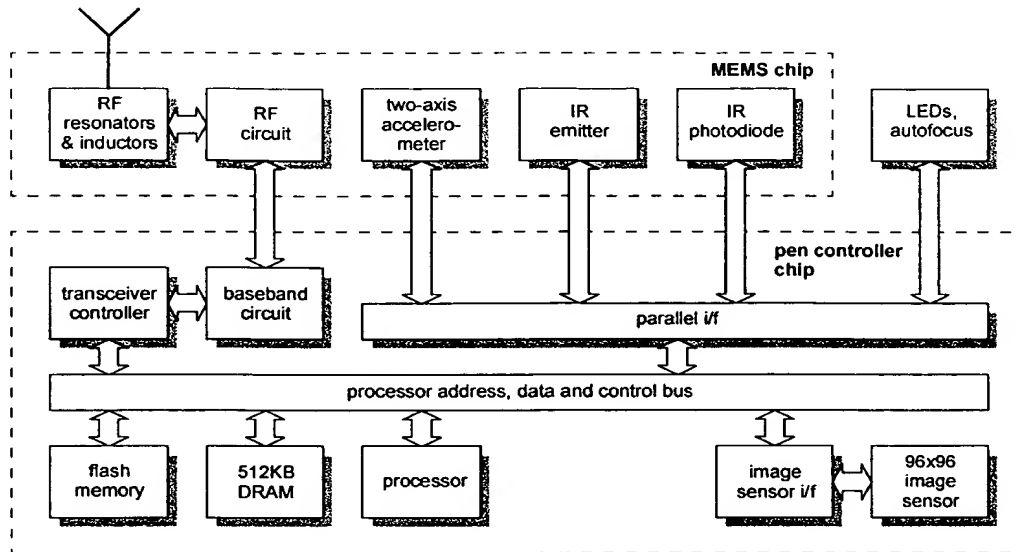 MEMS chip
RF
resonators
& inductors
RF
circuit
two-axis
accelero-
meter
IR
emitter
IR
photodiode
LEDs,
autofocus
pen controller
chip
transceiver
controller
baseband
circuit
parallel i/f
processor address, data and control bus
flash
memory
512KB
DRAM
processor
image
sensor i/f
96x96
image
sensor